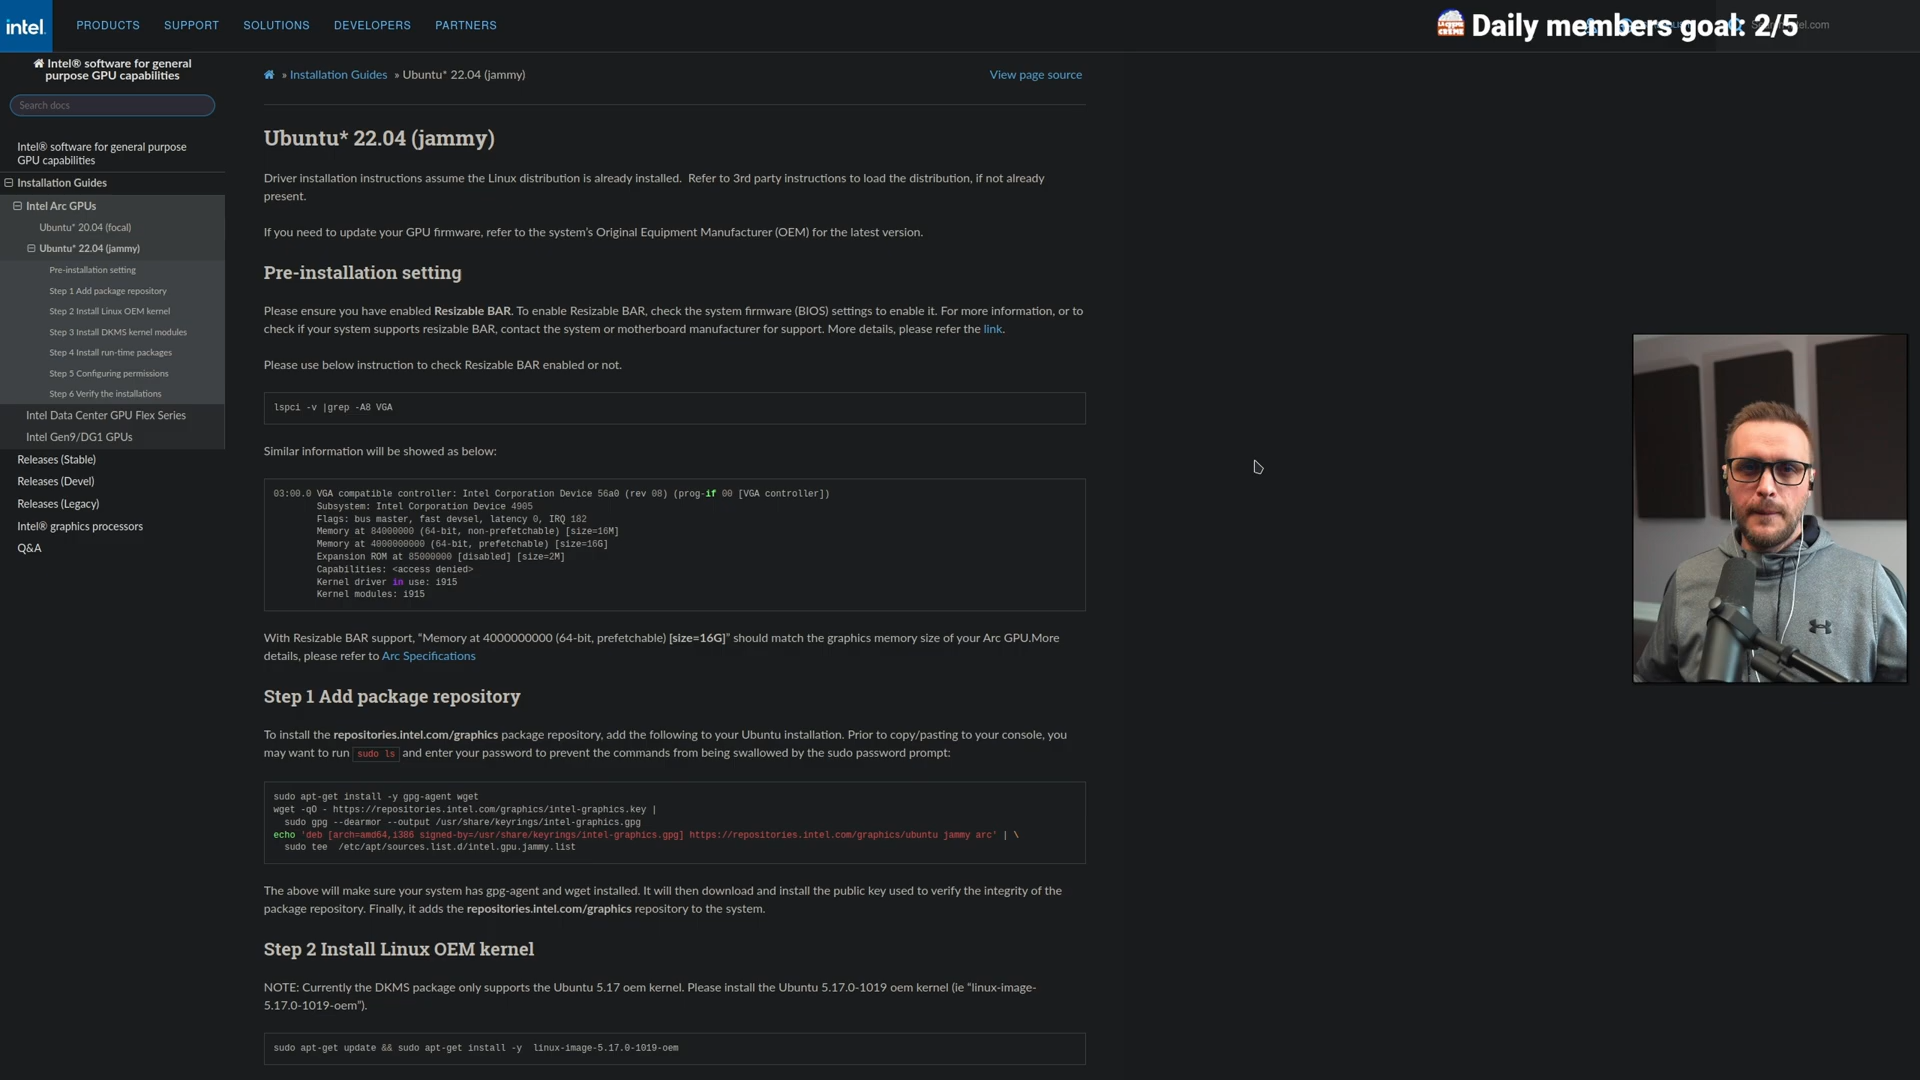 intel.
PRODUCTS SUPPORT SOLUTIONS DEVELOPERS PARTNERS
Daily members goal: 2/5
Intel® software for general
purpose GPU capabilities
Search docs
Intel® software for general purpose
GPU capabilities
Installation Guides
Intel Arc GPUs
Ubuntu* 20.04 (focal)
Ubuntu* 22.04 (jammy)
Pre-installation setting
Step 1 Add package repository
Step 2 Install Linux OEM kernel
Step 3 Install DKMS kernel modules
Step 4 Install run-time packages
Step 5 Configuring permissions
Step 6 Verify the installations
Intel Data Center GPU Flex Series
Intel Gen9/DG1 GPUs
Releases (Stable)
Releases (Devel)
Releases (Legacy)
Intel® graphics processors
Q&A
» Installation Guides » Ubuntu* 22.04 (jammy)
View page source
Ubuntu* 22.04 (jammy)
Driver installation instructions assume the Linux distribution is already installed. Refer to 3rd party instructions to load the distribution, if not already
present.
If you need to update your GPU firmware, refer to the system's Original Equipment Manufacturer (OEM) for the latest version.
Pre-installation setting
Please ensure you have enabled Resizable BAR. To enable Resizable BAR, check the system firmware (BIOS) settings to enable it. For more information, or to
check if your system supports resizable BAR, contact the system or motherboard manufacturer for support. More details, please refer the link.
Please use below instruction to check Resizable BAR enabled or not.
lspci -v |grep -A8 VGA
Similar information will be showed as below:
03:00.0 VGA compatible controller: Intel Corporation Device 56a0 (rev 08) (prog-if 00 [VGA controller])
Subsystem: Intel Corporation Device 4905
Flags: bus master, fast devsel, latency 0, IRQ 182
Memory at 84000000 (64-bit, non-prefetchable) [size=16M]
Memory at 4000000000 (64-bit, prefetchable) [size=16G]
Expansion ROM at 85000000 [disabled] [size=2M]
Capabilities: <access denied>
Kernel driver in use: i915
Kernel modules: i915
With Resizable BAR support, “Memory at 4000000000 (64-bit, prefetchable) [size=16G]” should match the graphics memory size of your Arc GPU.More
details, please refer to Arc Specifications
Step 1 Add package repository
To install the repositories.intel.com/graphics package repository, add the following to your Ubuntu installation. Prior to copy/pasting to your console, you
may want to run sudo ls and enter your password to prevent the commands from being swallowed by the sudo password prompt:
sudo apt-get install -y gpg-agent wget
wget -qO - https://repositories.intel.com/graphics/intel-graphics.key |
sudo gpg --dearmor --output /usr/share/keyrings/intel-graphics.gpg
echo 'deb [arch=amd64,i386 signed-by=/usr/share/keyrings/intel-graphics.gpg] https://repositories.intel.com/graphics/ubuntu jammy arc' | \
sudo tee /etc/apt/sources.list.d/intel.gpu.jammy.list
The above will make sure your system has gpg-agent and wget installed. It will then download and install the public key used to verify the integrity of the
package repository. Finally, it adds the repositories.intel.com/graphics repository to the system.
Step 2 Install Linux OEM kernel
NOTE: Currently the DKMS package only supports the Ubuntu 5.17 oem kernel. Please install the Ubuntu 5.17.0-1019 oem kernel (ie “linux-image-
5.17.0-1019-oem”).
sudo apt-get update && sudo apt-get install -y linux-image-5.17.0-1019-oem